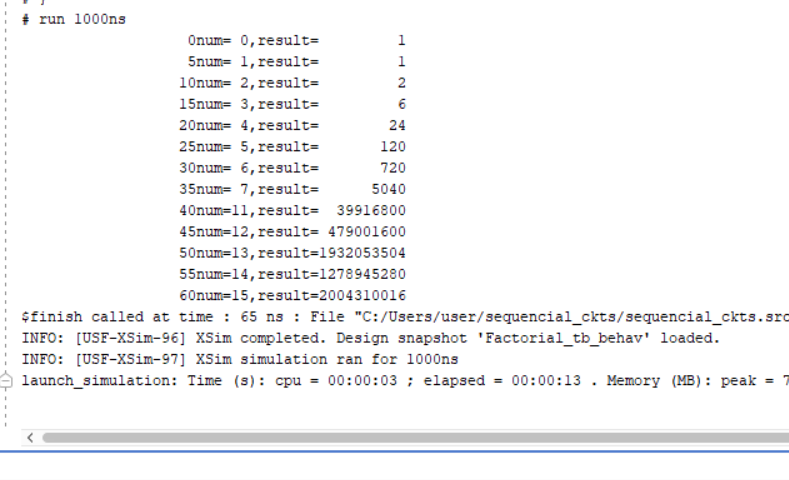 # run 1000ns
0num= 0,result= 1
5num= 1,result= 1
10num= 2,result= 2
15num= 3,result= 6
20num= 4,result= 24
25num= 5,result= 120
30num= 6,result= 720
35num= 7,result= 5040
40num=11,result= 39916800
45num=12,result= 479001600
50num=13,result=1932053504
55num=14,result=1278945280
60num=15,result=2004310016
$finish called at time : 65 ns : File "C:/Users/user/sequencial_ckts/sequencial_ckts.src
INFO: [USF-XSim-96] XSim completed. Design snapshot 'Factorial_tb_behav' loaded.
INFO: [USF-XSim-97] XSim simulation ran for 1000ns
launch_simulation: Time (s): cpu = 00:00:03 ; elapsed = 00:00:13 . Memory (MB): peak = 7